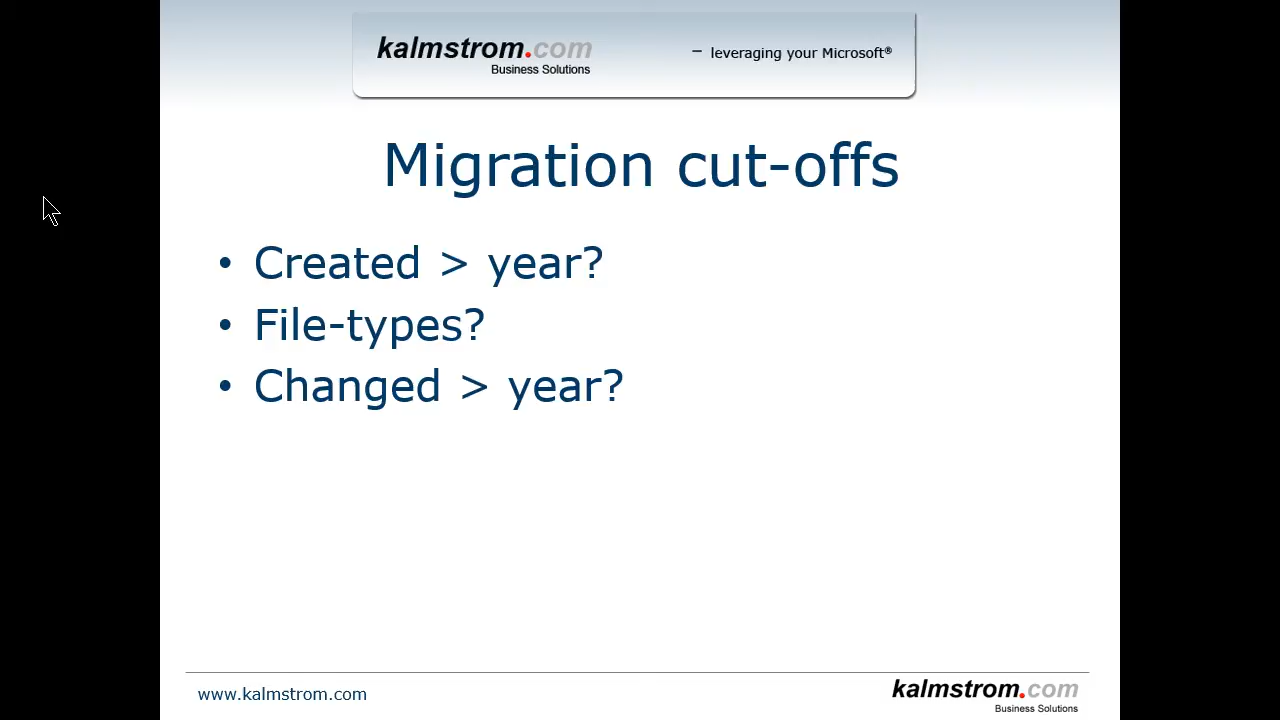 kalmstrom.com
Business Solutions
– leveraging your Microsoft®
Migration cut-offs
• Created > year?
• File-types?
• Changed > year?
www.kalmstrom.com
kalmstrom.com
Business Solutions